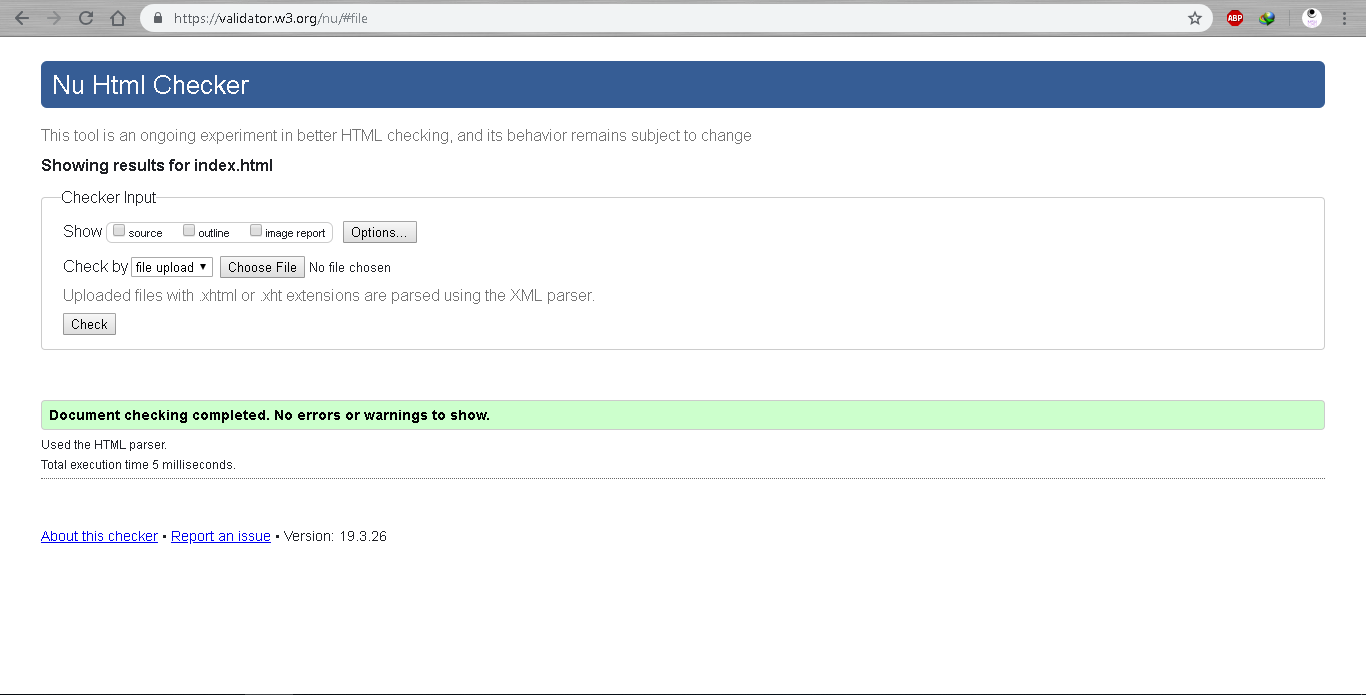 https://validator.w3.org/nu/#file
ABP
Nu Html Checker
This tool is an ongoing experiment in better HTML checking, and its behavior remains subject to change
Showing results for index.html
Checker Input
Show source outline image report Options...
Check by file upload Choose File No file chosen
Uploaded files with .xhtml or .xht extensions are parsed using the XML parser.
Check
Document checking completed. No errors or warnings to show.
Used the HTML parser.
Total execution time 5 milliseconds.
About this checker • Report an issue • Version: 19.3.26